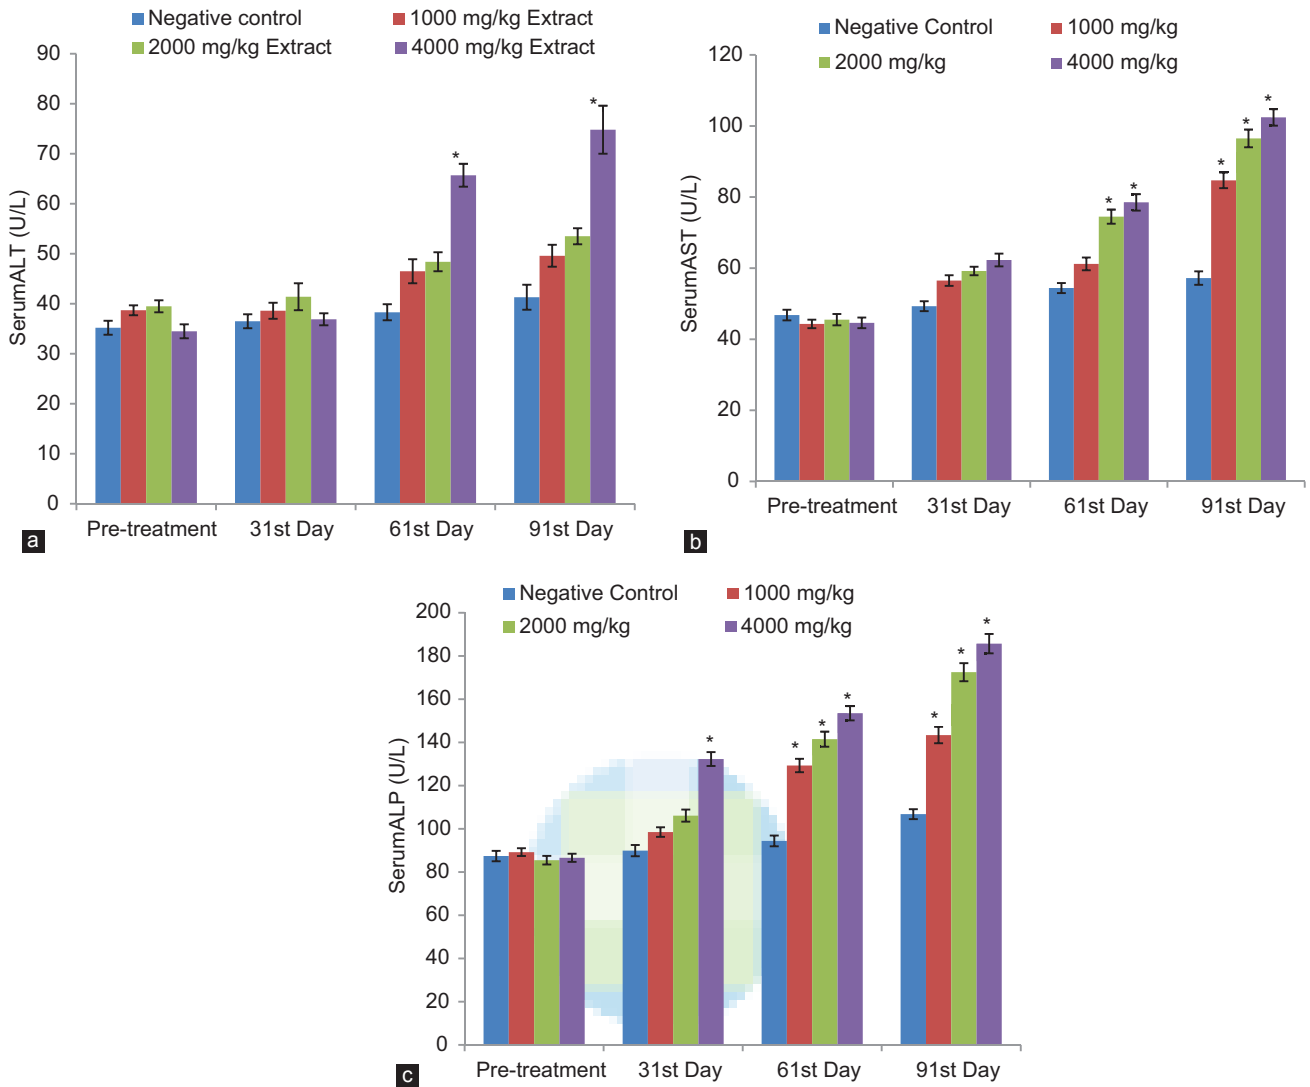 Negative control 1000 mg/kg Extract
2000 mg/kg Extract 4000 mg/kg Extract
90
80
70
60
50
40
30
20
10
0
SerumALT (U/L)
* *
Pre-treatment 31st Day 61st Day 91st Day
a
Negative Control 1000 mg/kg
2000 mg/kg 4000 mg/kg
120
100
80
60
40
20
0
SerumAST (U/L)
* * * * *
Pre-treatment 31st Day 61st Day 91st Day
b
Negative Control 1000 mg/kg
2000 mg/kg 4000 mg/kg
200
180
160
140
120
100
80
60
40
20
0
SerumALP (U/L)
* * * * * * *
Pre-treatment 31st Day 61st Day 91st Day
c